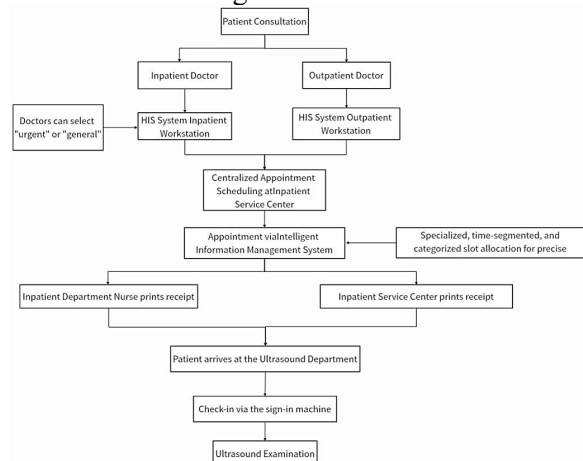 Patient Consultation
Inpatient Doctor
Outpatient Doctor
Doctors can select
"urgent" or "general"
HIS System Inpatient
Workstation
HIS System Outpatient
Workstation
Centralized Appointment
Scheduling atInpatient
Service Center
Appointment viaIntelligent
Information Management System
Specialized, time-segmented, and
categorized slot allocation for precise
Inpatient Department Nurse prints receipt
Inpatient Service Center prints receipt
Patient arrives at the Ultrasound Department
Check-in via the sign-in machine
Ultrasound Examination